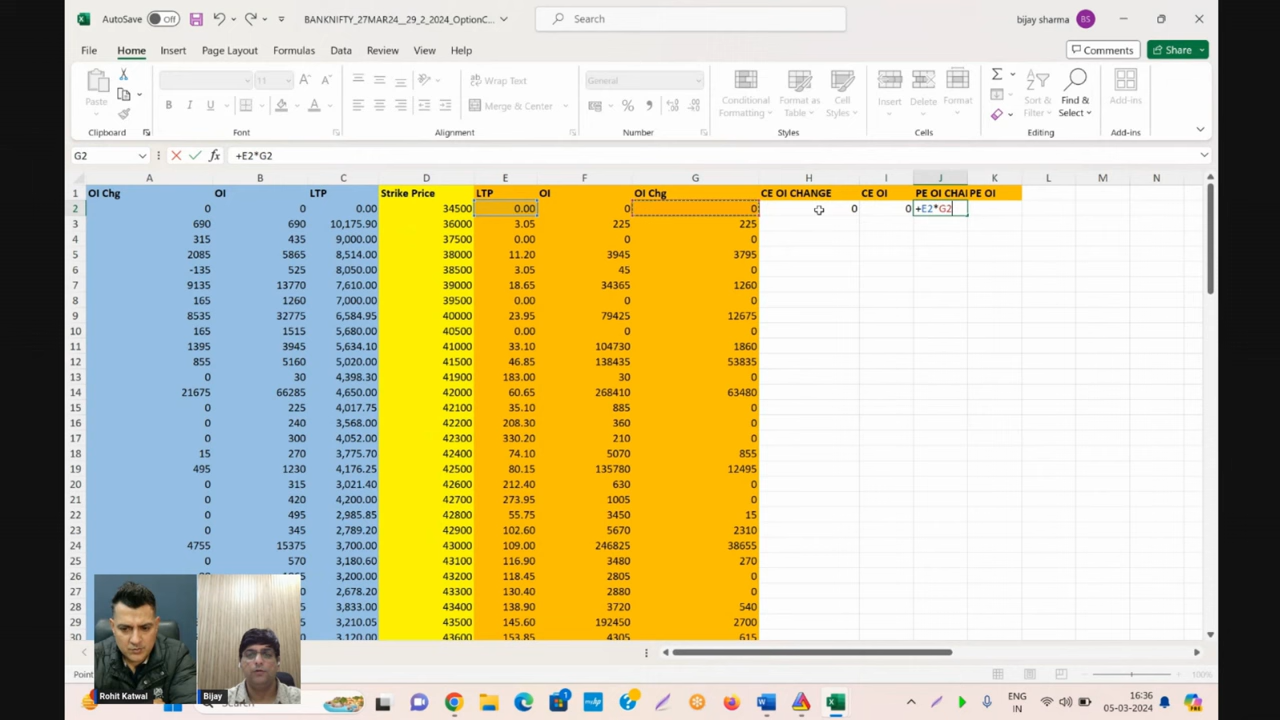 AutoSave Off BANKNIFTY_27MAR24__29_2_2024_OptionC... Search bijay sharma BS
File Home Insert Page Layout Formulas Data Review View Help Comments Share
Paste 11 Wrap Text General Conditional Formatting Format as Table Cell Styles Insert Delete Format Sort & Filter Find & Select Add-ins
Merge & Center
Clipboard Font Alignment Number Styles Cells Editing Add-ins
G2 fx +E2*G2
A B C D E F G H I J K L M N
1 OI Chg OI LTP Strike Price LTP OI OI Chg CE OI CHANGE CE OI PE OI CHAI PE OI
2 0 0 0.00 34500 0.00 0 0 0 0 +E2*G2
3 690 690 10,175.90 36000 3.05 225 225
4 315 435 9,000.00 37500 0.00 0 0
5 2085 5865 8,514.00 38000 11.20 3945 3795
6 -135 525 8,050.00 38500 3.05 45 0
7 9135 13770 7,610.00 39000 18.65 34365 1260
8 165 1260 7,000.00 39500 0.00 0 0
9 8535 32775 6,584.95 40000 23.95 79425 12675
10 165 1515 5,680.00 40500 0.00 0 0
11 1395 3945 5,634.10 41000 33.10 104730 1860
12 855 5160 5,020.00 41500 46.85 138435 53835
13 0 30 4,398.30 41900 183.00 30 0
14 21675 66285 4,650.00 42000 60.65 268410 63480
15 0 225 4,017.75 42100 35.10 885 0
16 0 240 3,568.00 42200 208.30 360 0
17 0 300 4,052.00 42300 330.20 210 0
18 15 270 3,775.70 42400 74.10 5070 855
19 495 1230 4,176.25 42500 80.15 135780 12495
20 0 315 3,021.40 42600 212.40 630 0
21 0 420 4,200.00 42700 273.95 1005 0
22 0 495 2,985.85 42800 55.75 3450 15
23 0 345 2,789.20 42900 102.60 5670 2310
24 4755 15375 3,700.00 43000 109.00 246825 38655
25 0 570 3,180.60 43100 116.90 3480 270
26 3,200.00 43200 118.45 2805 0
27 2,678.20 43300 130.40 2880 0
28 3,833.00 43400 138.90 3720 540
29 3,210.05 43500 145.60 192450 2700
30 3,120.00 43600 153.85 4305 615
Point
100%
Rohit Katwal Bijay
Search
ENG IN 16:36 05-03-2024